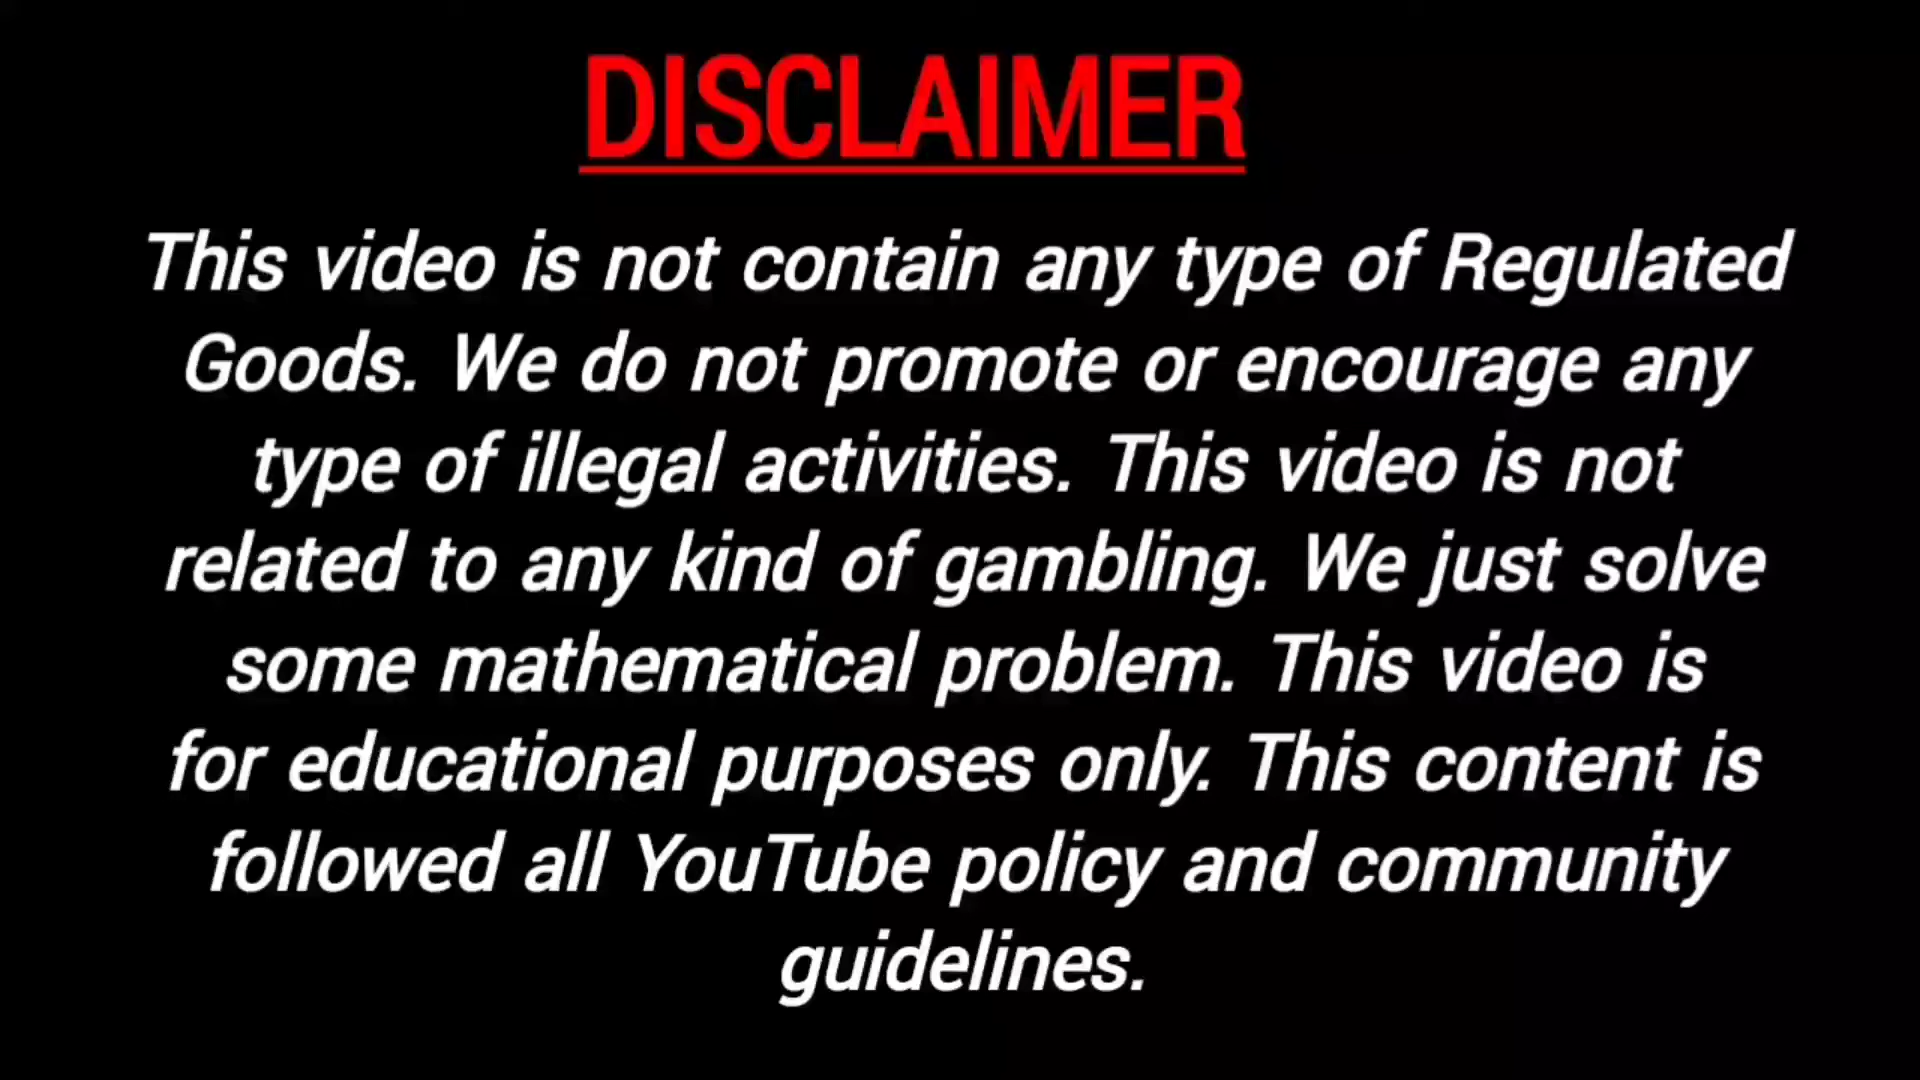 DISCLAIMER
This video is not contain any type of Regulated
Goods. We do not promote or encourage any
type of illegal activities. This video is not
related to any kind of gambling. We just solve
some mathematical problem. This video is
for educational purposes only. This content is
followed all YouTube policy and community
guidelines.